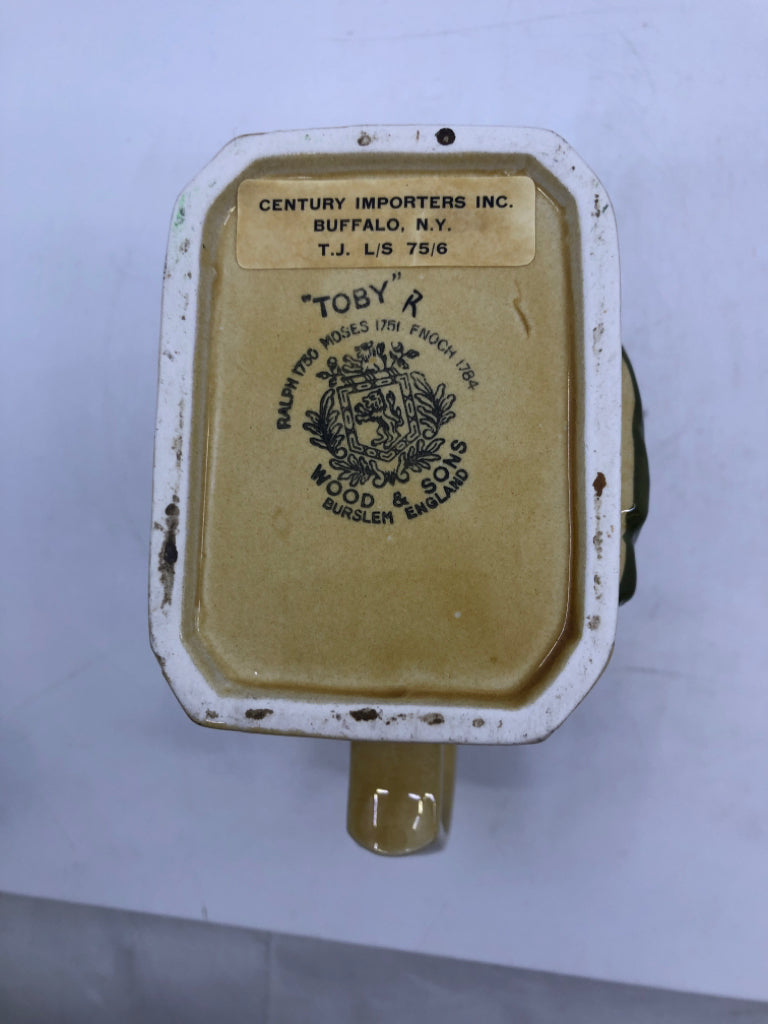 CENTURY IMPORTERS INC.
BUFFALO, N.Y.
T.J. L/S 75/6
"TOBY" R
RALPH 1750 MOSES 1751 ENOCH 1784
WOOD & SONS
BURSLEM ENGLAND